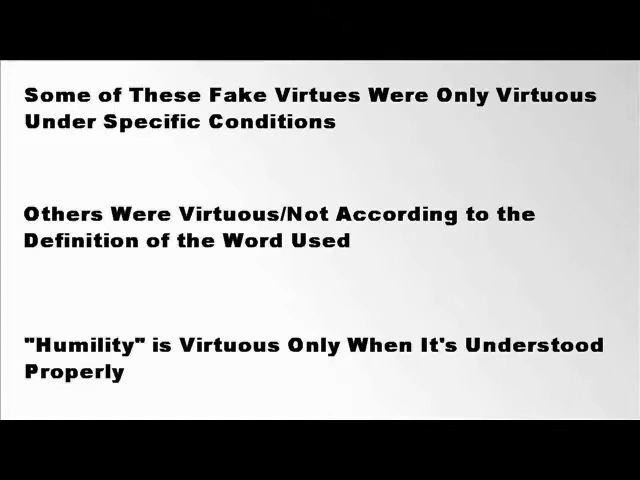 Some of These Fake Virtues Were Only Virtuous
Under Specific Conditions
Others Were Virtuous/Not According to the
Definition of the Word Used
"Humility" is Virtuous Only When It's Understood
Properly